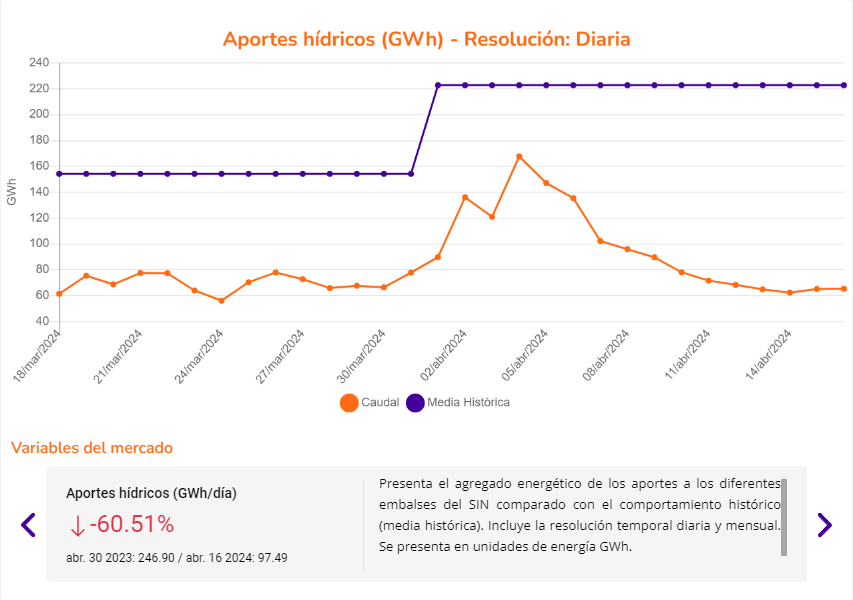 Aportes hídricos (GWh) - Resolución: Diaria
240
220
200
180
160
140
120
100
80
60
40
GWh
18/mar/2024
21/mar/2024
24/mar/2024
27/mar/2024
30/mar/2024
02/abr/2024
05/abr/2024
08/abr/2024
11/abr/2024
14/abr/2024
Caudal
Media Histórica
Variables del mercado
Aportes hídricos (GWh/día)
↓-60.51%
abr. 30 2023: 246.90 / abr. 16 2024: 97.49
Presenta el agregado energético de los aportes a los diferentes
embalses del SIN comparado con el comportamiento histórico
(media histórica). Incluye la resolución temporal diaria y mensual.
Se presenta en unidades de energía GWh.